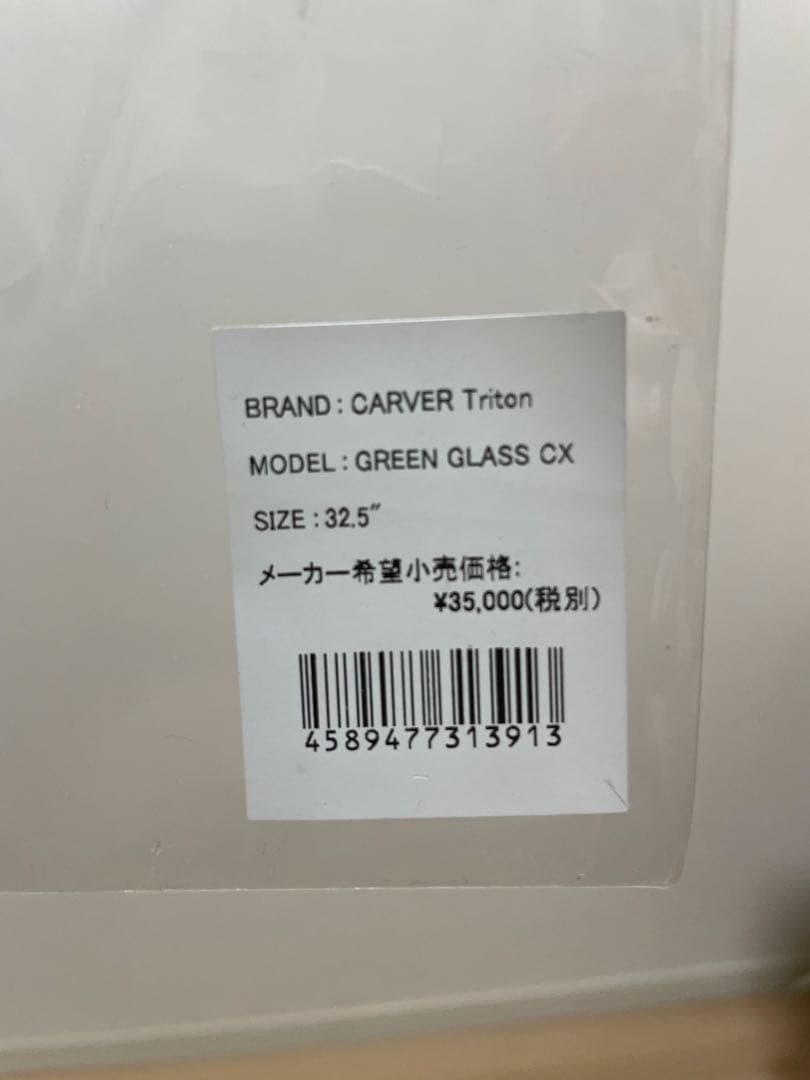 BRAND : CARVER Triton
MODEL : GREEN GLASS CX
SIZE : 32.5″
メーカー希望小売価格:
¥35,000(税別)
4589477313913